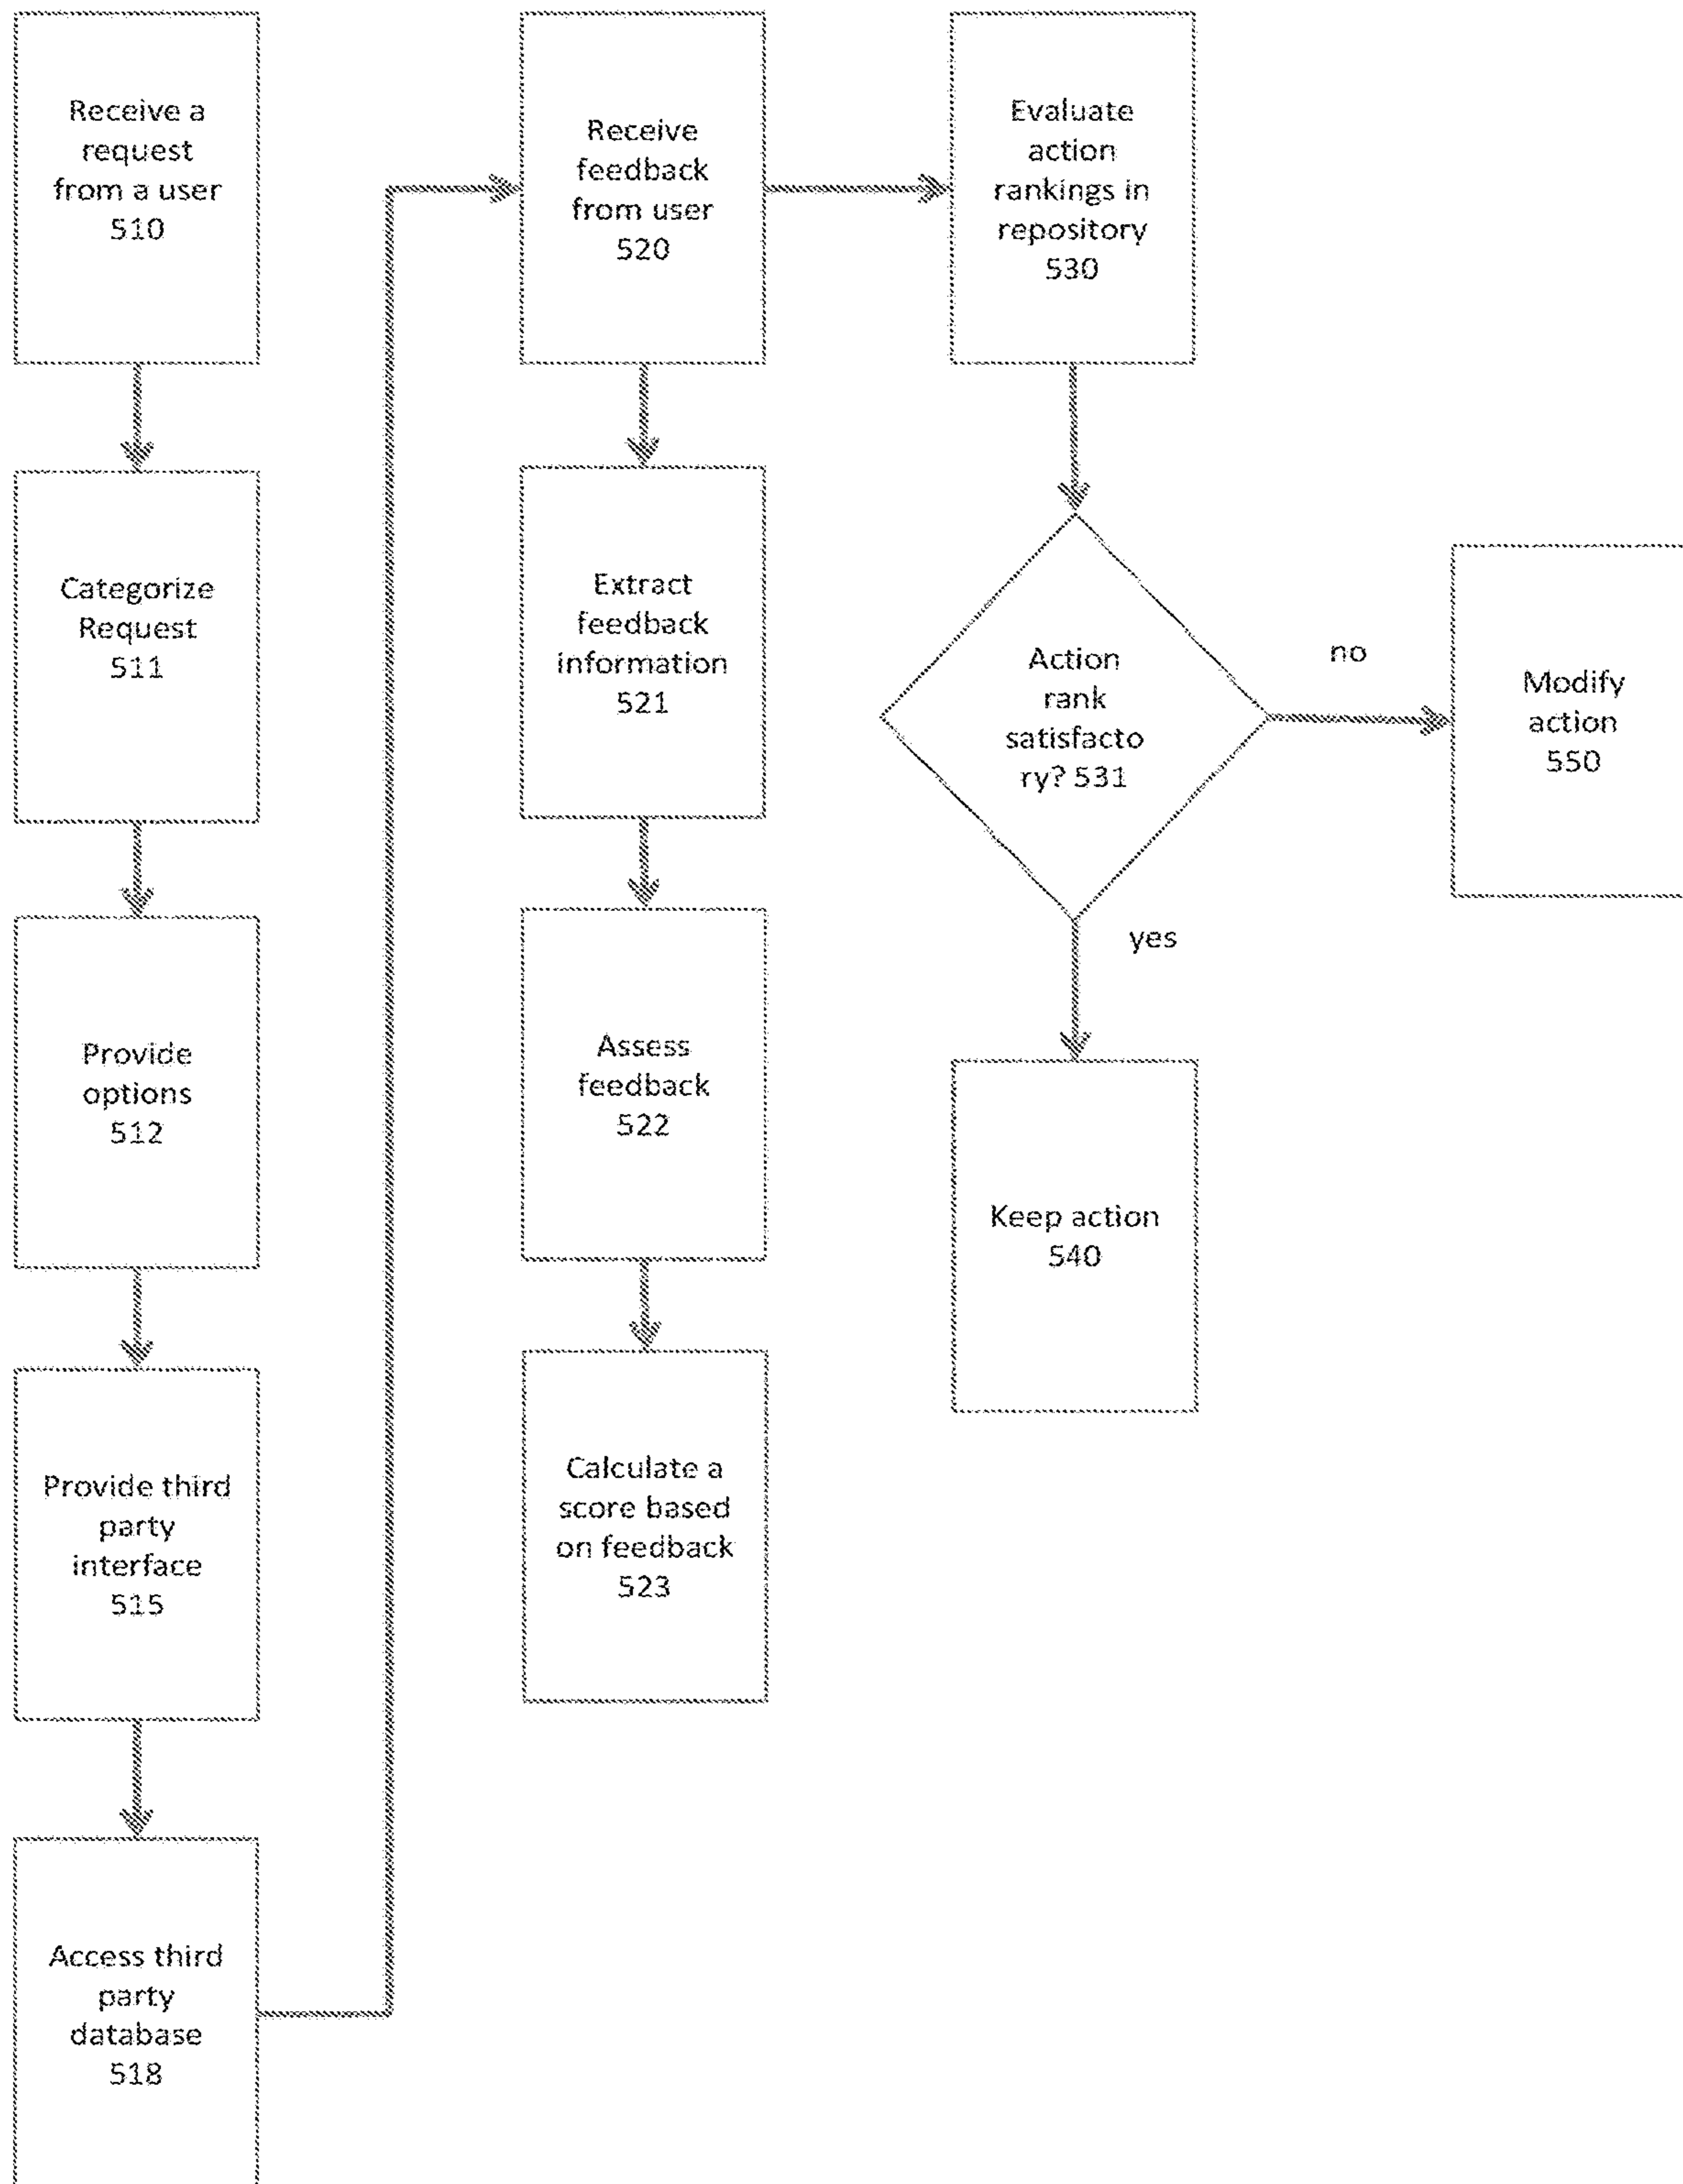 Receive a
request
from a user
510
Categorize
Request
511
Provide
options
512
Provide third
party
interface
515
Access third
party
database
518
Receive
feedback
from user
520
Extract
feedback
information
521
Assess
feedback
522
Calculate a
score based
on feedback
523
Evaluate
action
rankings in
repository
530
Action
rank
satisfacto
ry? 531
no
yes
Keep action
540
Modify
action
550